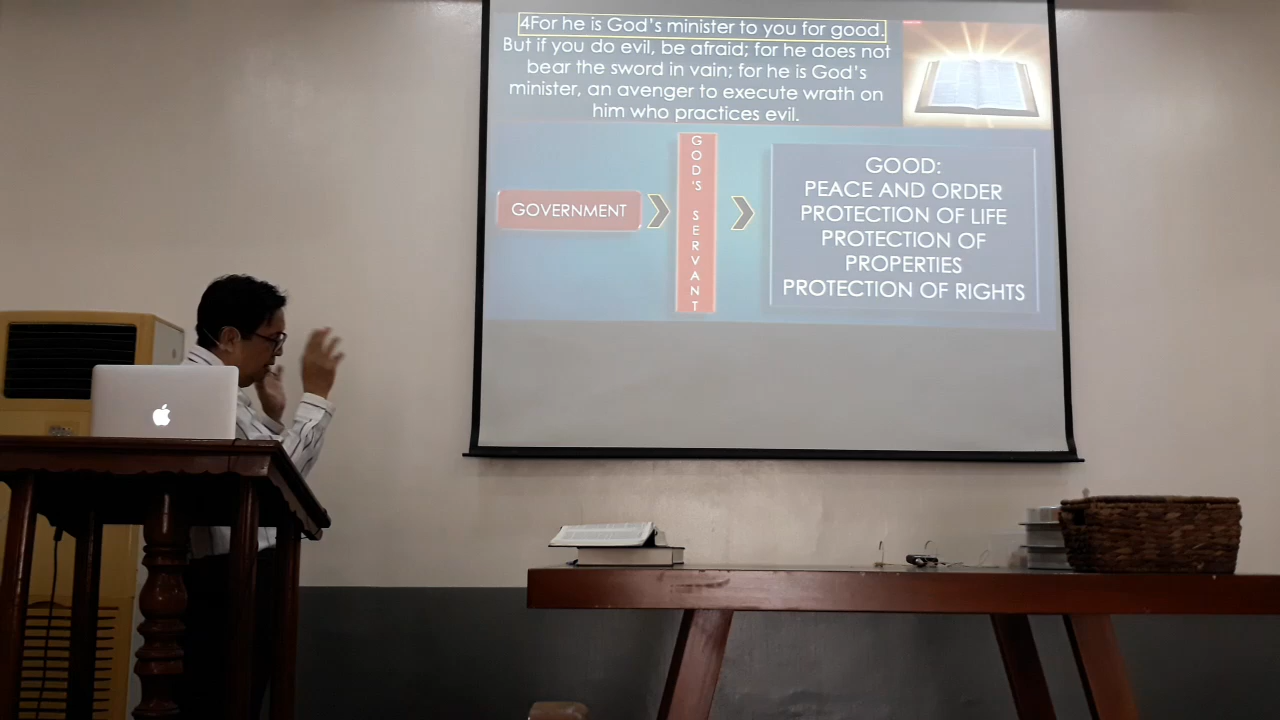 4For he is God's minister to you for good.
But if you do evil, be afraid; for he does not
bear the sword in vain; for he is God's
minister, an avenger to execute wrath on
him who practices evil.
GOVERNMENT
GOD'S SERVANT
GOOD:
PEACE AND ORDER
PROTECTION OF LIFE
PROTECTION OF
PROPERTIES
PROTECTION OF RIGHTS